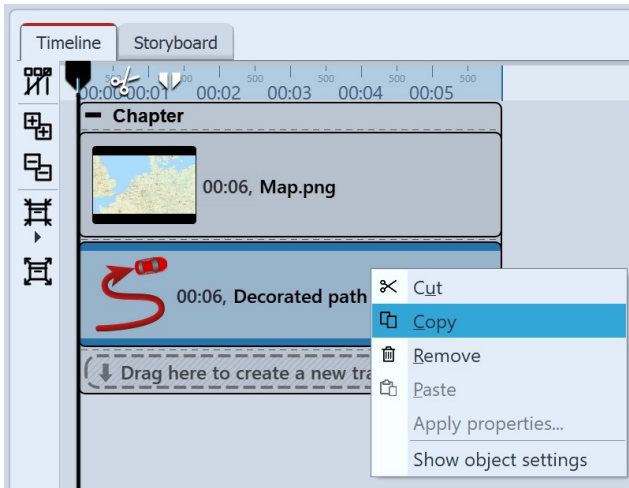 Timeline Storyboard
500 500 500 500 500
00:00 00:01 00:02 00:03 00:04 00:05
Chapter
00:06, Map.png
00:06, Decorated path
Cut
Copy
Drag here to create a new tra
Remove
Paste
Apply properties...
Show object settings